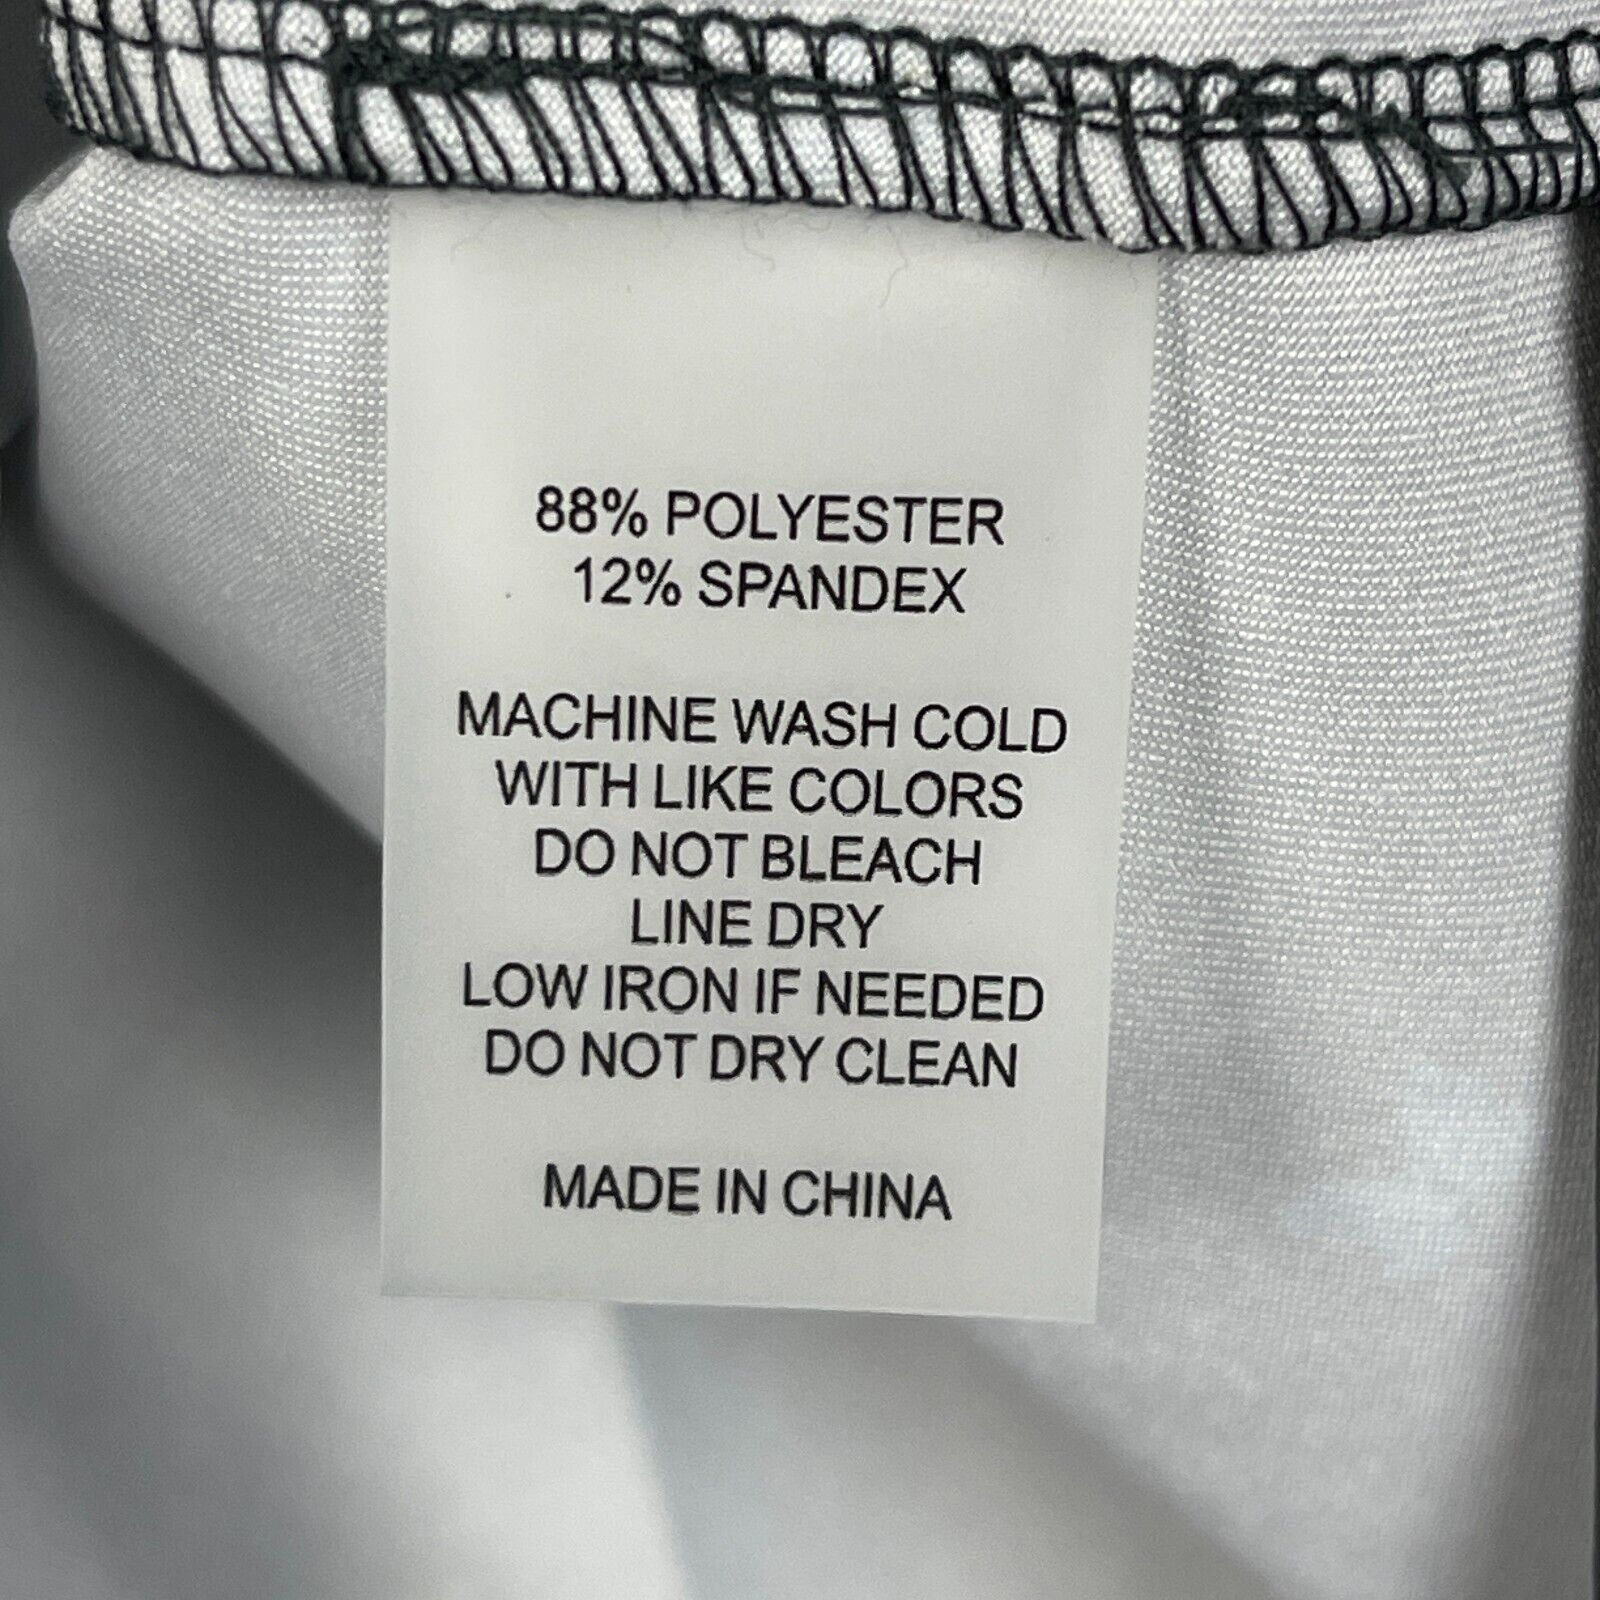 88% POLYESTER
12% SPANDEX
MACHINE WASH COLD
WITH LIKE COLORS
DO NOT BLEACH
LINE DRY
LOW IRON IF NEEDED
DO NOT DRY CLEAN
MADE IN CHINA